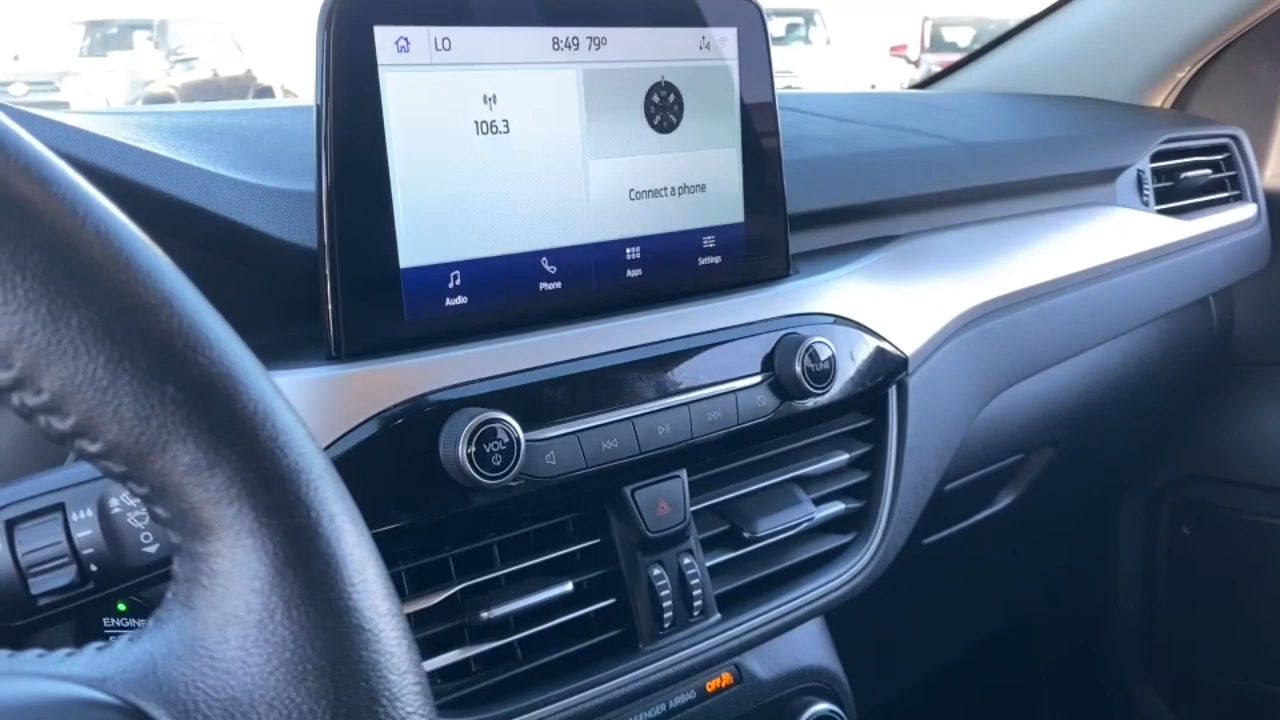 LO
8:49 79°
106.3
Connect a phone
Audio
Phone
Apps
Settings
TUNE
VOL
ENGINE
OFF
PASSENGER AIRBAG